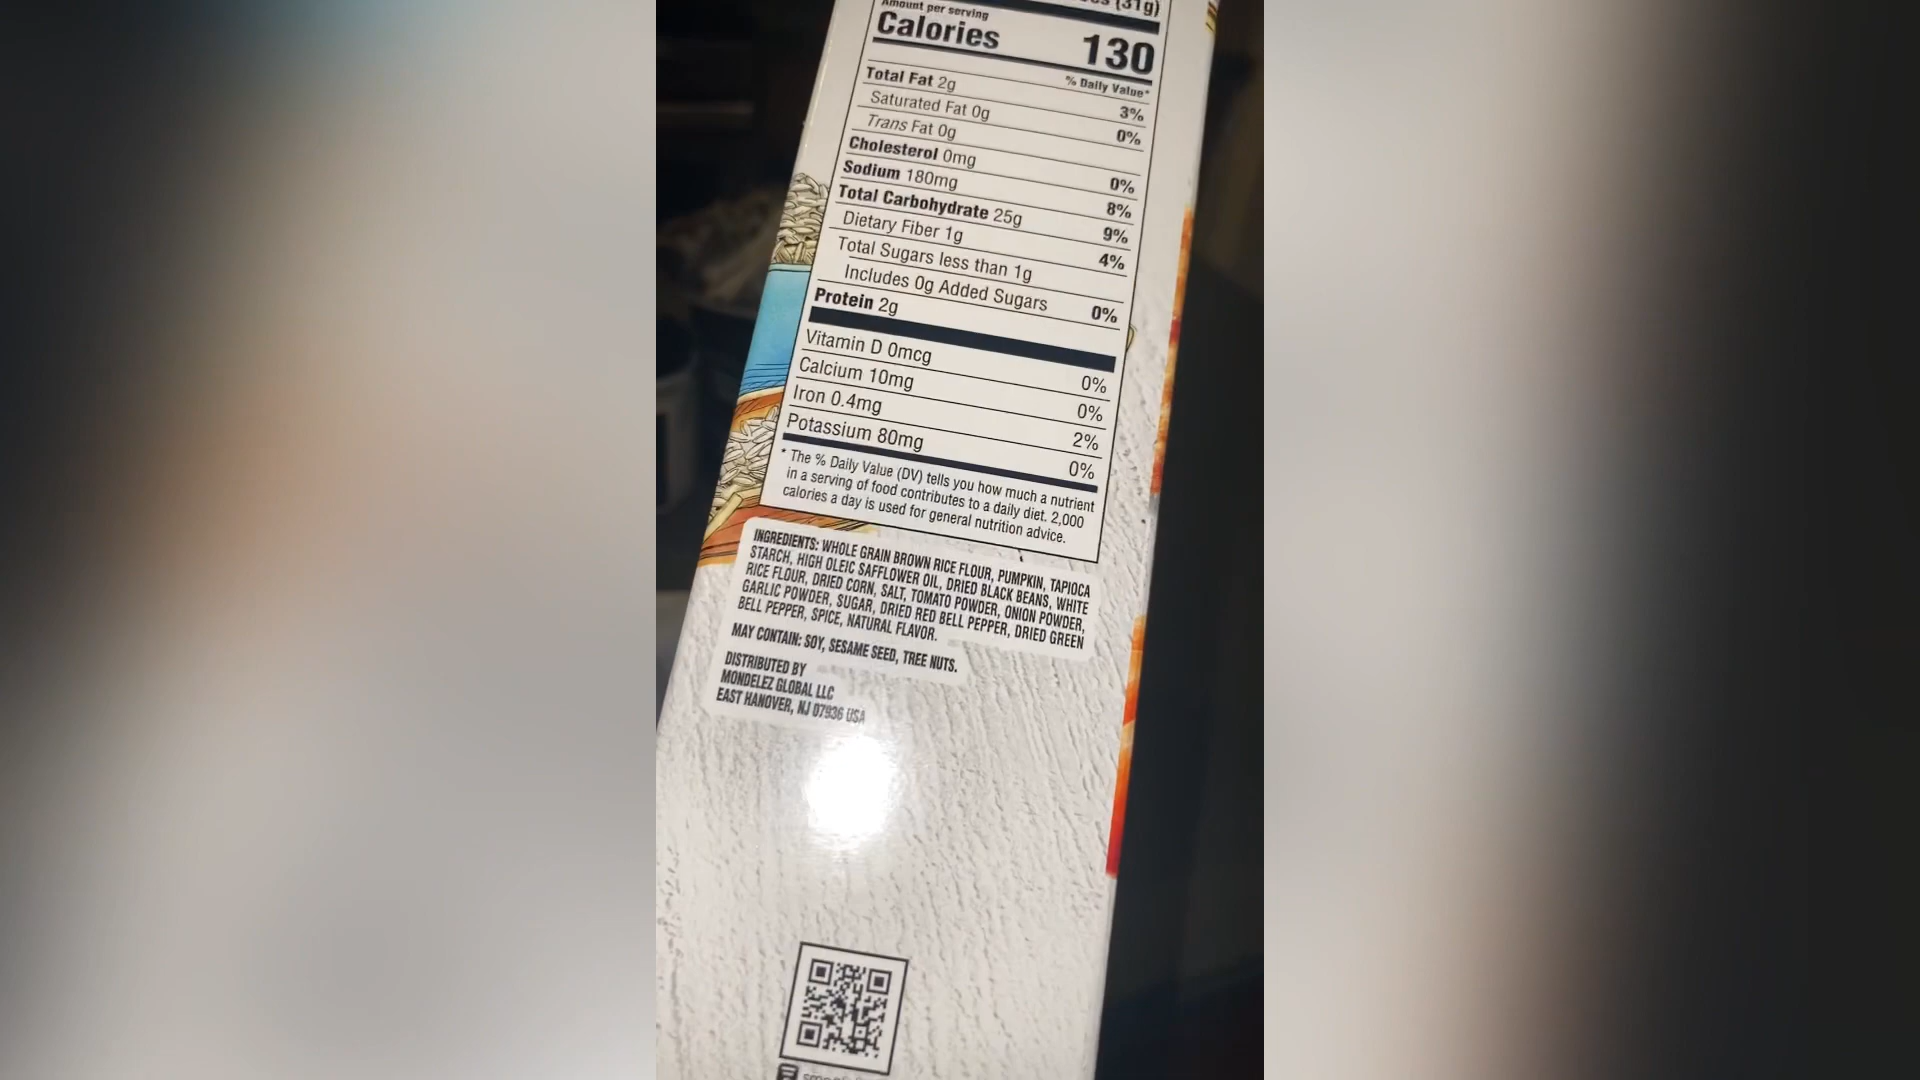 (31g)
Amount per serving
Calories 130
% Daily Value*
Total Fat 2g 3%
Saturated Fat 0g 0%
Trans Fat 0g
Cholesterol 0mg 0%
Sodium 180mg 8%
Total Carbohydrate 25g 9%
Dietary Fiber 1g 4%
Total Sugars less than 1g
Includes 0g Added Sugars 0%
Protein 2g
Vitamin D 0mcg 0%
Calcium 10mg 0%
Iron 0.4mg 2%
Potassium 80mg 0%
* The % Daily Value (DV) tells you how much a nutrient
in a serving of food contributes to a daily diet. 2,000
calories a day is used for general nutrition advice.
INGREDIENTS: WHOLE GRAIN BROWN RICE FLOUR, PUMPKIN, TAPIOCA
STARCH, HIGH OLEIC SAFFLOWER OIL, DRIED BLACK BEANS, WHITE
RICE FLOUR, DRIED CORN, SALT, TOMATO POWDER, ONION POWDER,
GARLIC POWDER, SUGAR, DRIED RED BELL PEPPER, DRIED GREEN
BELL PEPPER, SPICE, NATURAL FLAVOR.
MAY CONTAIN: SOY, SESAME SEED, TREE NUTS.
DISTRIBUTED BY
MONDELEZ GLOBAL LLC
EAST HANOVER, NJ 07936 USA